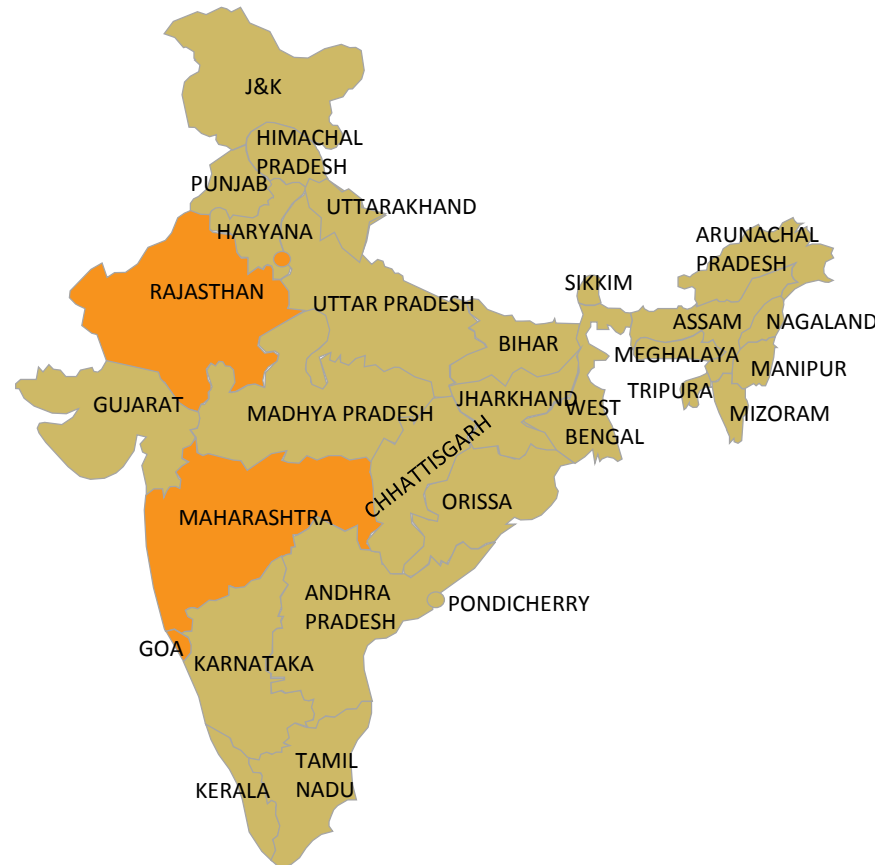 J&K
HIMACHAL
PRADESH
PUNJAB
UTTARAKHAND
HARYANA
ARUNACHAL
PRADESH
SIKKIM
RAJASTHAN
UTTAR PRADESH
ASSAM
NAGALAND
BIHAR
MEGHALAYA
MANIPUR
TRIPURA
MIZORAM
GUJARAT
MADHYA PRADESH
JHARKHAND
WEST
BENGAL
CHHATTISGARH
ORISSA
MAHARASHTRA
ANDHRA
PRADESH
PONDICHERRY
GOA
KARNATAKA
TAMIL
NADU
KERALA